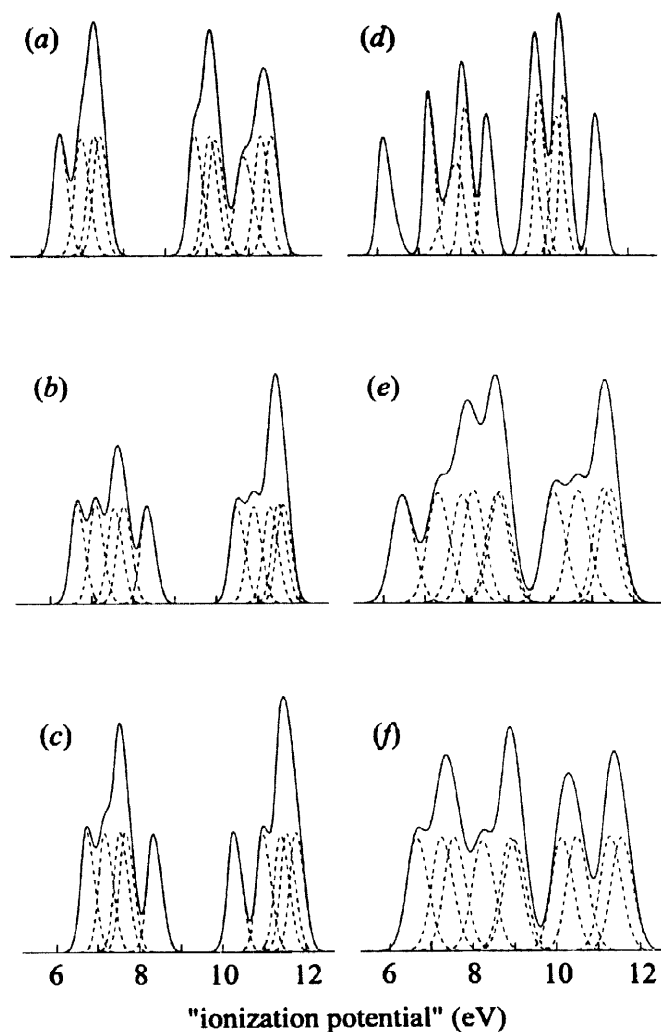 (a)
(d)
(b)
(e)
(c)
(f)
6 8 10 12 6 8 10 12
"ionization potential" (eV)